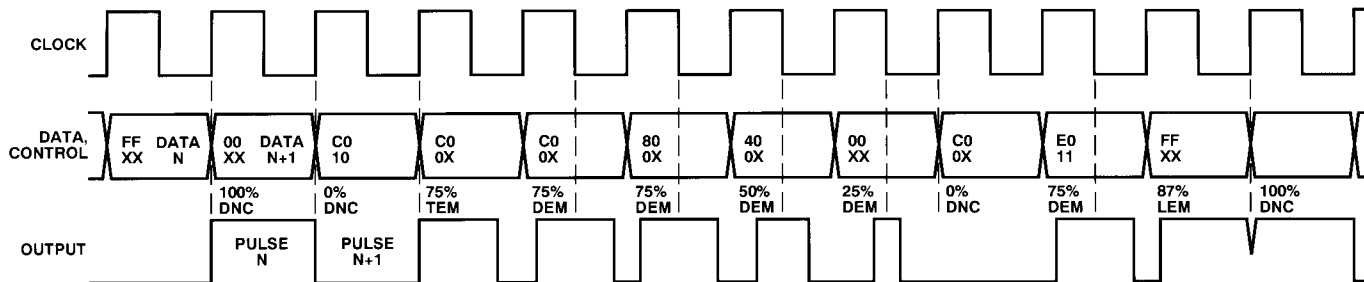 CLOCK
DATA,
CONTROL
FF DATA
XX N
00 DATA
XX N+1
C0
10
C0
0X
C0
0X
80
0X
40
0X
00
XX
C0
0X
E0
11
FF
XX
100%
DNC
0%
DNC
75%
TEM
75%
DEM
75%
DEM
50%
DEM
25%
DEM
0%
DNC
75%
DEM
87%
LEM
100%
DNC
OUTPUT
PULSE
N
PULSE
N+1